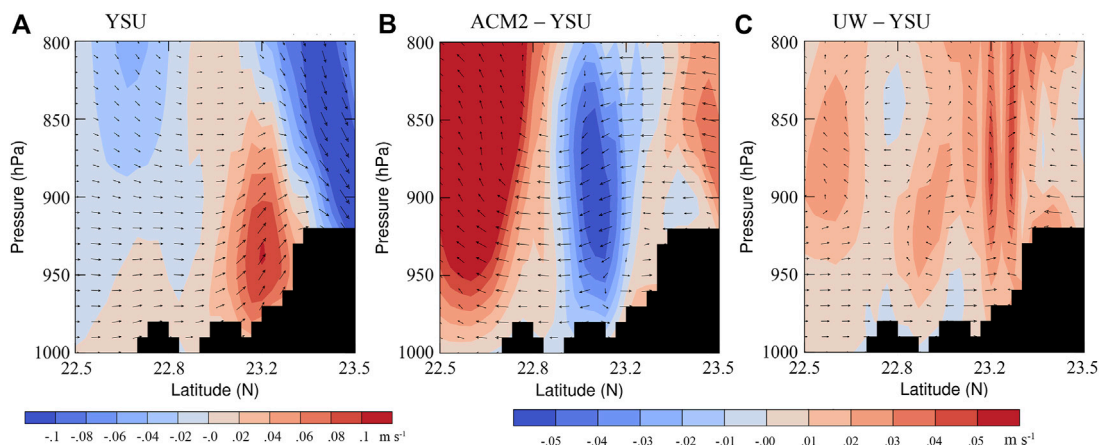 A YSU
B ACM2 – YSU
C UW – YSU
800
850
900
950
1000
Pressure (hPa)
22.5 22.8 23.2 23.5
Latitude (N)
800
850
900
950
1000
Pressure (hPa)
22.5 22.8 23.2 23.5
Latitude (N)
800
850
900
950
1000
Pressure (hPa)
22.5 22.8 23.2 23.5
Latitude (N)
-.1 -.08 -.06 -.04 -.02 -.0 .02 .04 .06 .08 .1 m s-1
-.05 -.04 -.03 -.02 -.01 -.00 .01 .02 .03 .04 .05 m s-1